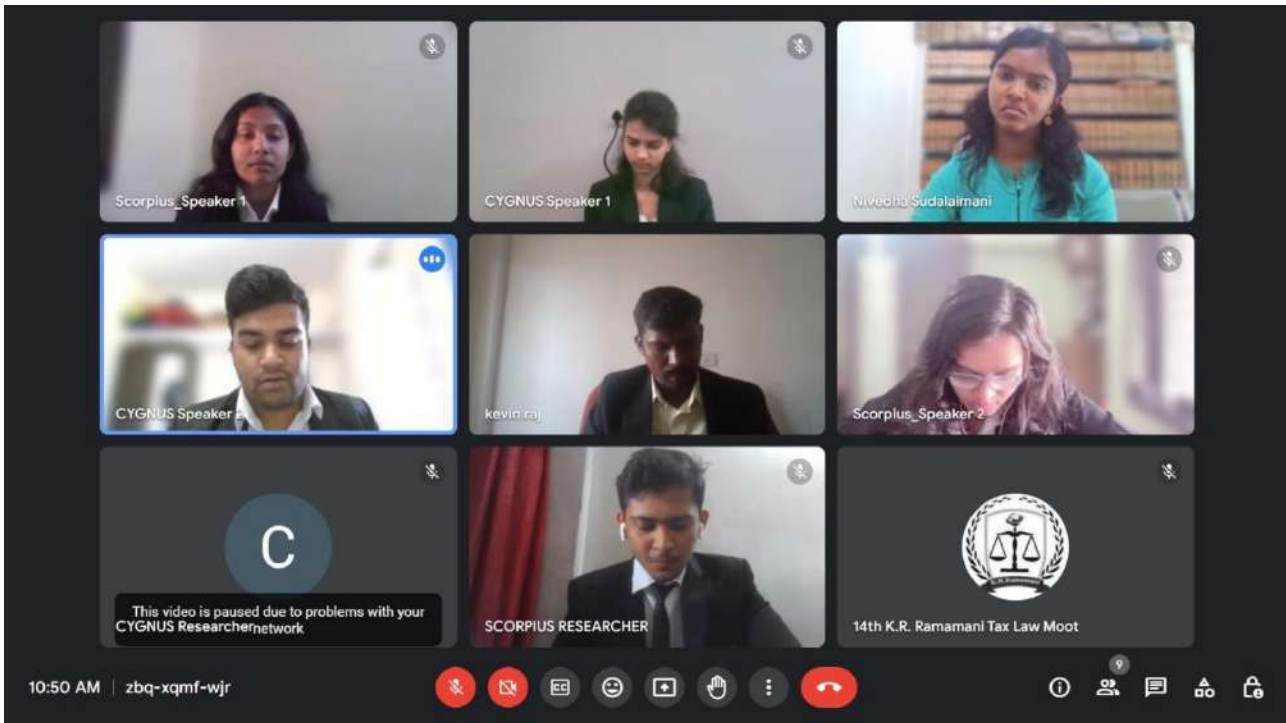 Scorpius_Speaker 1
CYGNUS Speaker 1
Nivedha Sudalaimani
CYGNUS Speaker 2
kevin raj
Scorpius_Speaker 2
C
This video is paused due to problems with your
network
CYGNUS Researcher
SCORPIUS RESEARCHER
K.R.Ramamani
14th K.R. Ramamani Tax Law Moot
10:50 AM | zbq-xqmf-wjr
CC
9